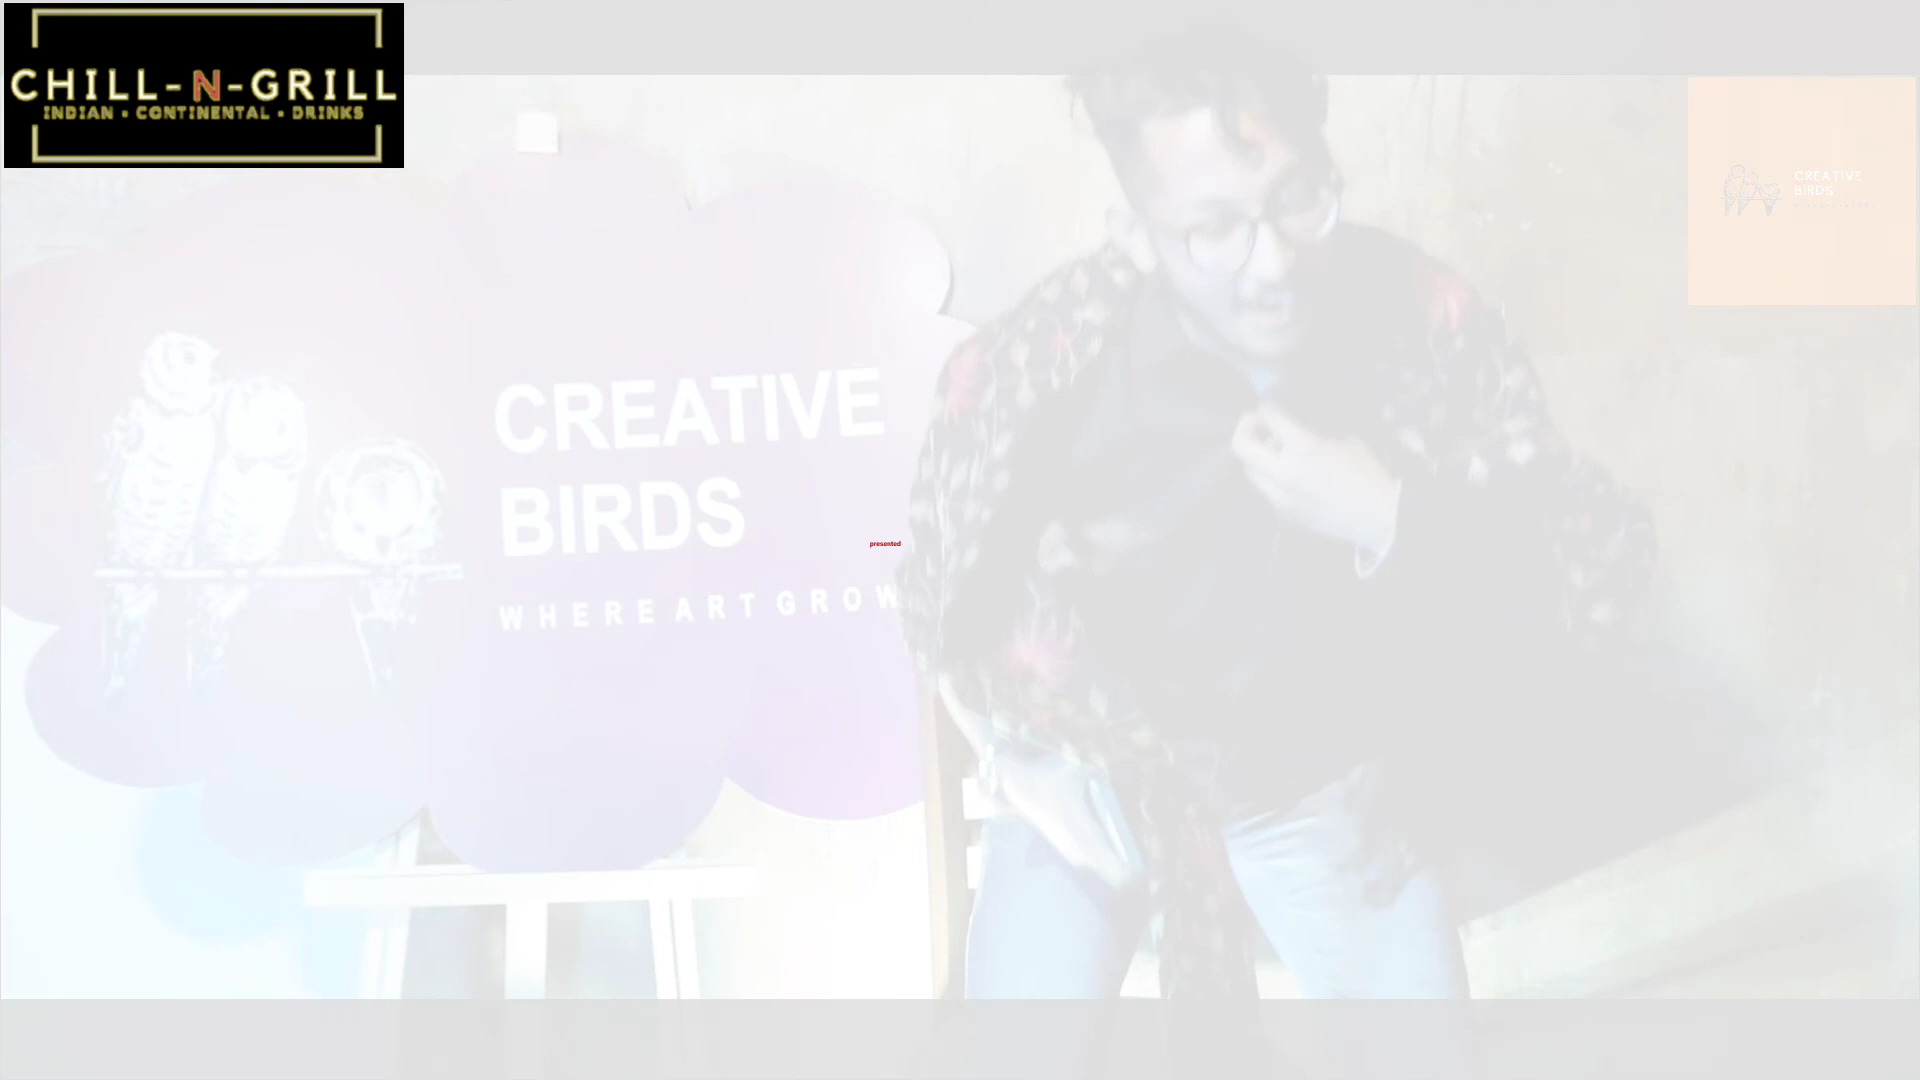 CHILL-N-GRILL
INDIAN • CONTINENTAL • DRINKS
CREATIVE
BIRDS
CREATIVE
BIRDS
WHERE ART GROW
presented